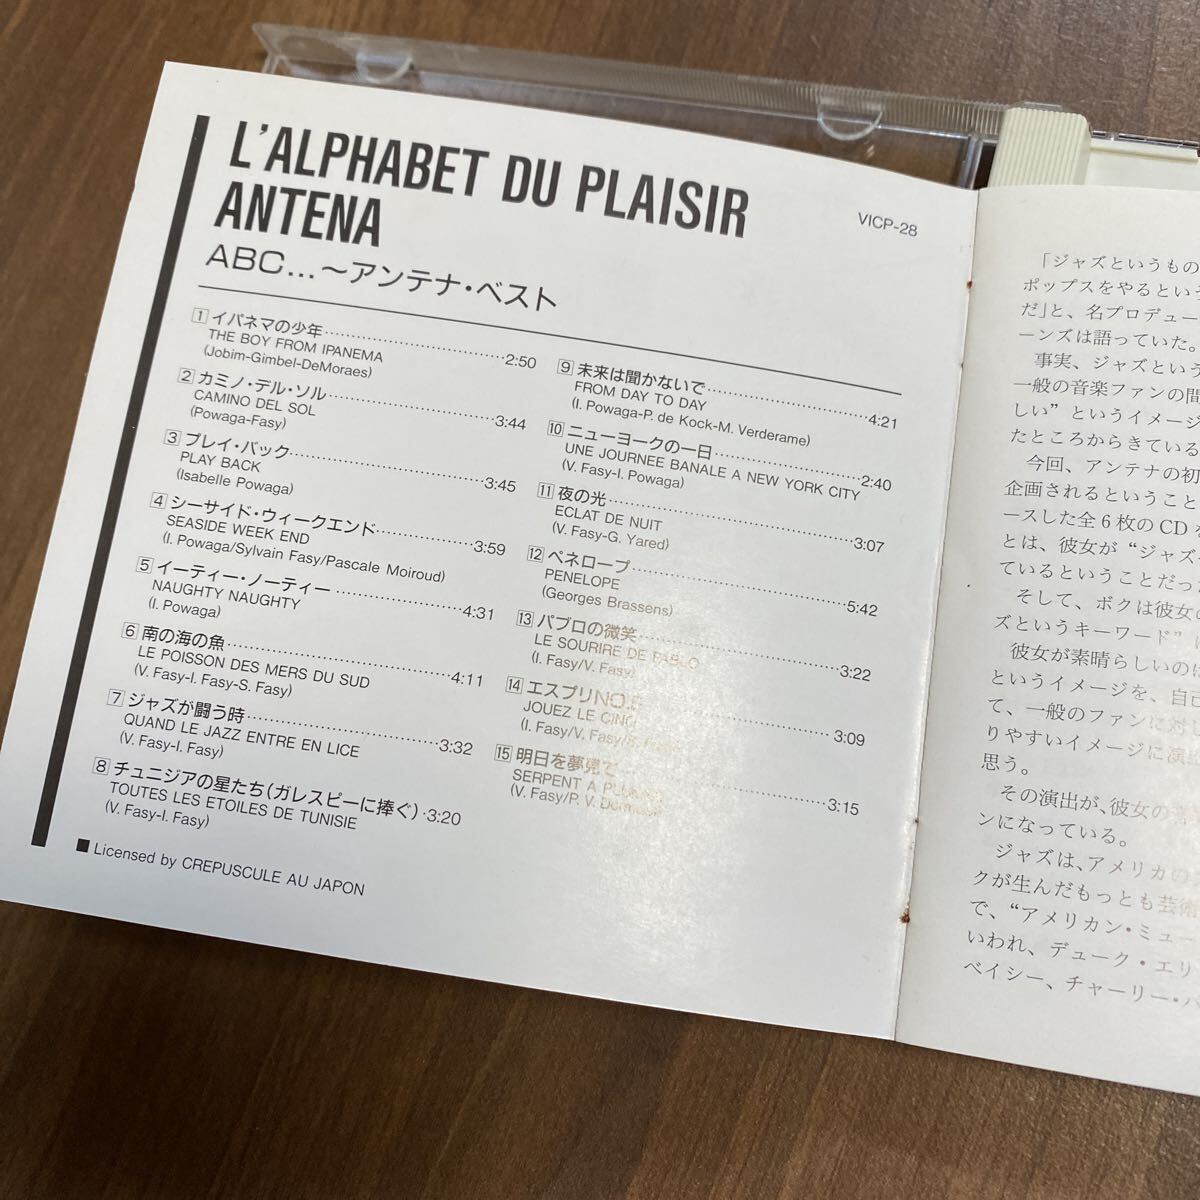 L'ALPHABET DU PLAISIR
ANTENA
VICP-28
ABC…～アンテナ・ベスト
1 イパネマの少年 2:50
THE BOY FROM IPANEMA
(Jobim-Gimbel-DeMoraes)
2 カミノ・デル・ソル 3:44
CAMINO DEL SOL
(Powaga-Fasy)
3 プレイ・バック 3:45
PLAY BACK
(Isabelle Powaga)
4 シーサイド・ウィークエンド 3:59
SEASIDE WEEK END
(I. Powaga/Sylvain Fasy/Pascale Moiroud)
5 イーティー・ノーティー 4:31
NAUGHTY NAUGHTY
(I. Powaga)
6 南の海の魚 4:11
LE POISSON DES MERS DU SUD
(V. Fasy-I. Fasy-S. Fasy)
7 ジャズが闘う時 3:32
QUAND LE JAZZ ENTRE EN LICE
(V. Fasy-I. Fasy)
8 チュニジアの星たち(ガレスピーに捧ぐ) 3:20
TOUTES LES ETOILES DE TUNISIE
(V. Fasy-I. Fasy)
9 未来は聞かないで 4:21
FROM DAY TO DAY
(I. Powaga-P. de Kock-M. Verderame)
10 ニューヨークの一日 2:40
UNE JOURNEE BANALE A NEW YORK CITY
(V. Fasy-I. Powaga)
11 夜の光 3:07
ECLAT DE NUIT
(V. Fasy-G. Yared)
12 ペネロープ 5:42
PENELOPE
(Georges Brassens)
13 パブロの微笑 3:22
LE SOURIRE DE PABLO
(I. Fasy/V. Fasy)
14 エスプリNO.5 3:09
JOUEZ LE CINQ
(I. Fasy/V. Fasy/
15 明日を夢見て 3:15
SERPENT A
(V. Fasy/P. V.
■ Licensed by CREPUSCULE AU JAPON
「ジャズというもの
ポップスをやるという
だ」と、名プロデュー
ーンズは語っていた。
事実、ジャズという
一般の音楽ファンの間
しい”というイメージ
たところからきている
今回、アンテナの初
企画されるということ
ースした全6枚のCD
とは、彼女が“ジャズ
ているということだっ
そして、ボクは彼女の
ズというキーワード”
彼女が素晴らしいのは
というイメージを、自
て、一般のファンに対
りやすいイメージに演
思う。
その演出が、彼女の
ンになっている。
ジャズは、アメリカの
クが生んだもっとも芸術
で、“アメリカン・ミュー
いわれ、デューク・エリ
ベイシー、チャーリー・